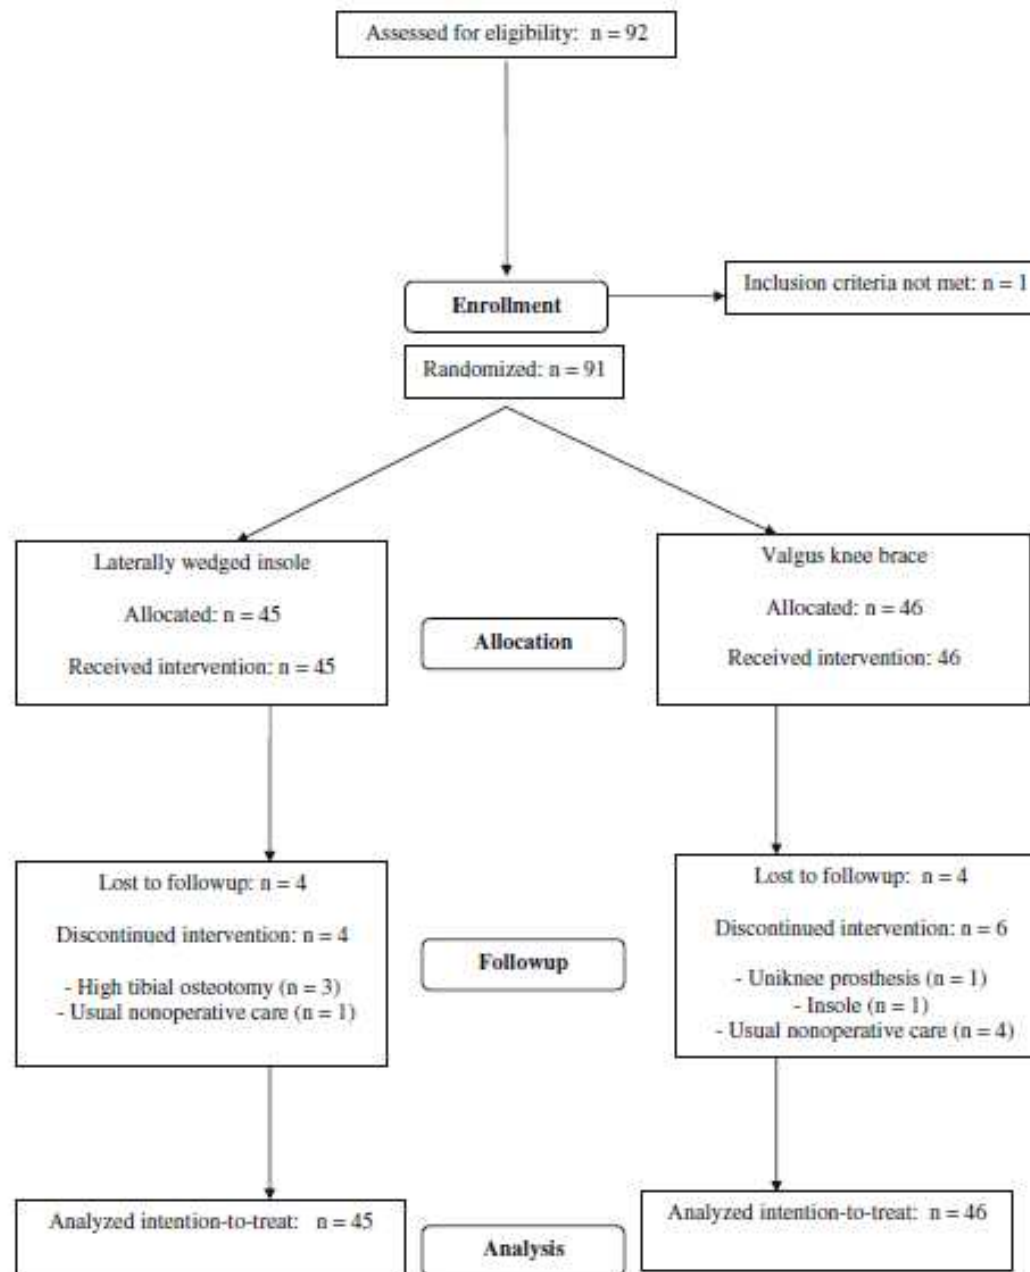 Assessed for eligibility: n = 92
Inclusion criteria not met: n = 1
Enrollment
Randomized: n = 91
Laterally wedged insole
Allocated: n = 45
Received intervention: n = 45
Allocation
Valgus knee brace
Allocated: n = 46
Received intervention: 46
Lost to followup: n = 4
Discontinued intervention: n = 4
- High tibial osteotomy (n = 3)
- Usual nonoperative care (n = 1)
Followup
Lost to followup: n = 4
Discontinued intervention: n = 6
- Uniknee prosthesis (n = 1)
- Insole (n = 1)
- Usual nonoperative care (n = 4)
Analyzed intention-to-treat: n = 45
Analysis
Analyzed intention-to-treat: n = 46